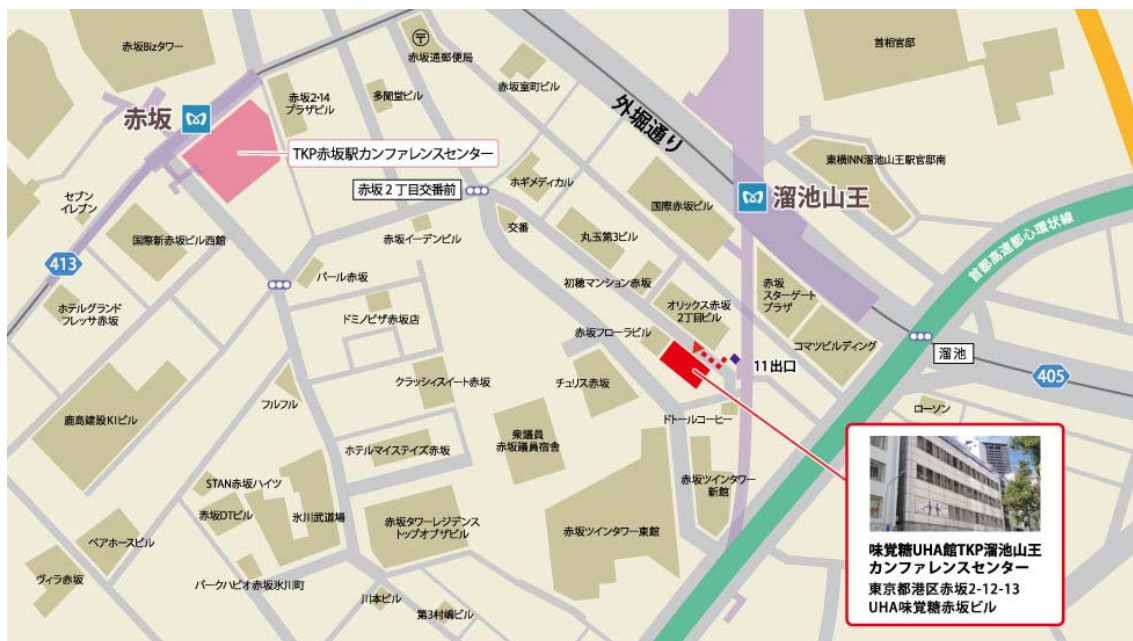 赤坂Bizタワー
〒
赤坂通郵便局
首相官邸
赤坂
赤坂2・14
プラザビル
多聞堂ビル
赤坂室町ビル
外堀通り
TKP赤坂駅カンファレンスセンター
東横INN溜池山王駅官邸南
セブン
イレブン
赤坂2丁目交番前
ホギメディカル
溜池山王
国際赤坂ビル
国際新赤坂ビル西館
赤坂イーデンビル
交番
丸玉第3ビル
首都高速都心環状線
413
パール赤坂
初穂マンション赤坂
赤坂
スターゲート
プラザ
ホテルグランド
フレッサ赤坂
ドミノピザ赤坂店
オリックス赤坂
2丁目ビル
赤坂フローラビル
コマツビルディング
溜池
11出口
405
クラッシィスイート赤坂
チュリス赤坂
フルフル
ローソン
鹿島建設KIビル
ドトールコーヒー
衆議員
赤坂議員宿舎
ホテルマイステイズ赤坂
STAN赤坂ハイツ
赤坂ツインタワー
新館
赤坂DTビル
氷川武道場
赤坂タワーレジデンス
トップオブザビル
赤坂ツインタワー東館
ベアホースビル
味覚糖UHA館TKP溜池山王
カンファレンスセンター
東京都港区赤坂2-12-13
UHA味覚糖赤坂ビル
ヴィラ赤坂
パークハビオ赤坂氷川町
川本ビル
第3村嶋ビル